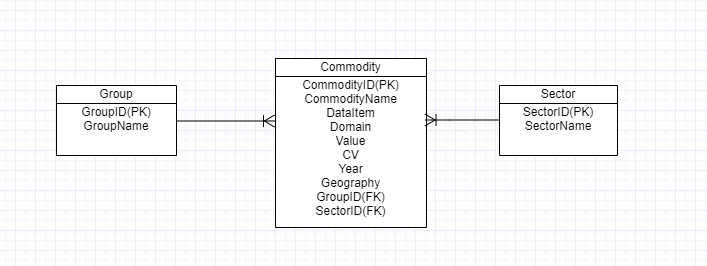 Group
GroupID(PK)
GroupName
Commodity
CommodityID(PK)
CommodityName
DataItem
Domain
Value
CV
Year
Geography
GroupID(FK)
SectorID(FK)
Sector
SectorID(PK)
SectorName